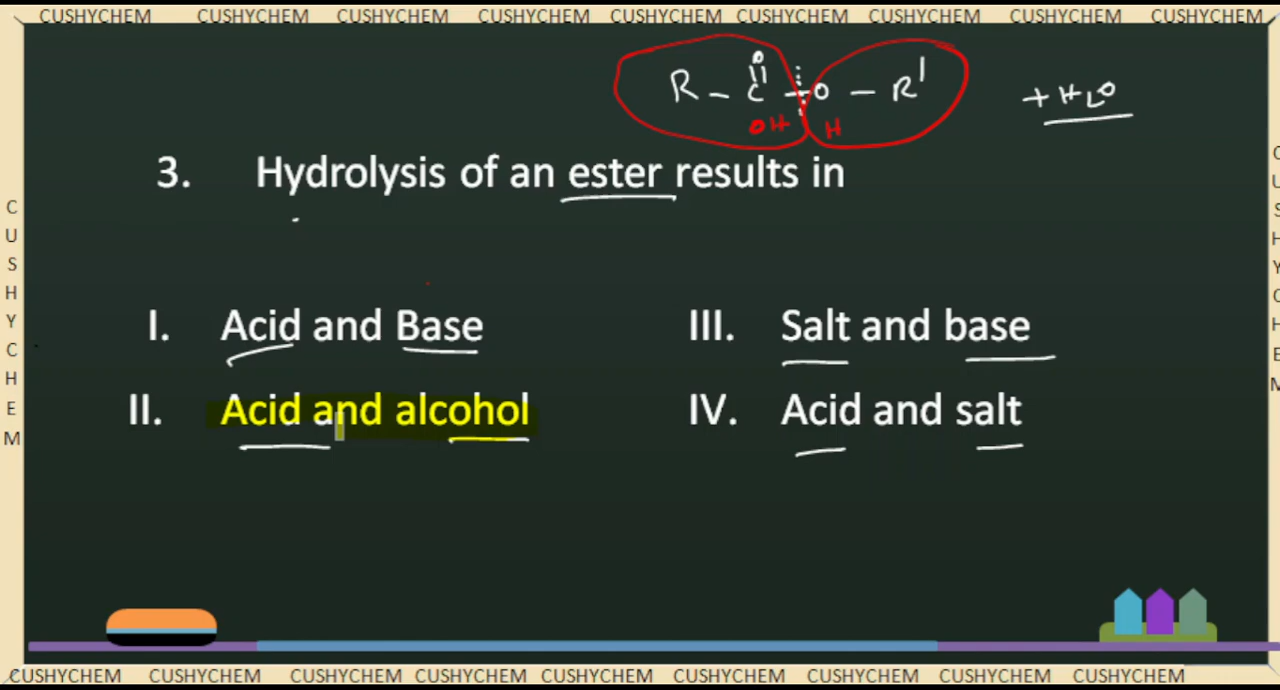 CUSHYCHEM CUSHYCHEM CUSHYCHEM CUSHYCHEM CUSHYCHEM CUSHYCHEM CUSHYCHEM CUSHYCHEM CUSHYCHEM
O
R - C - O - R' + H2O
OH H
3. Hydrolysis of an ester results in
I. Acid and Base
II. Acid and alcohol
III. Salt and base
IV. Acid and salt
CUSHYCHEM
CUSHYCHEM
CUSHYCHEM CUSHYCHEM CUSHYCHEM CUSHYCHEM CUSHYCHEM CUSHYCHEM CUSHYCHEM CUSHYCHEM CUSHYCHEM